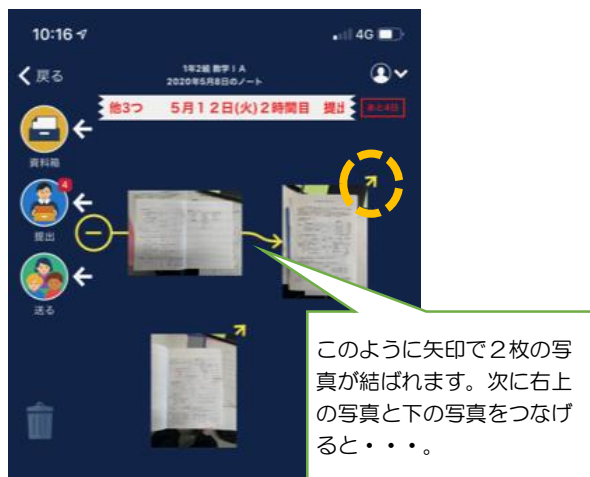 10:16
4G
戻る
1年2組 数学ⅠA
2020年5月8日のノート
他3つ 5月12日(火)2時間目 提出
あと4日
資料箱
4
提出
送る
このように矢印で2枚の写
真が結ばれます。次に右上
の写真と下の写真をつなげ
ると・・・。